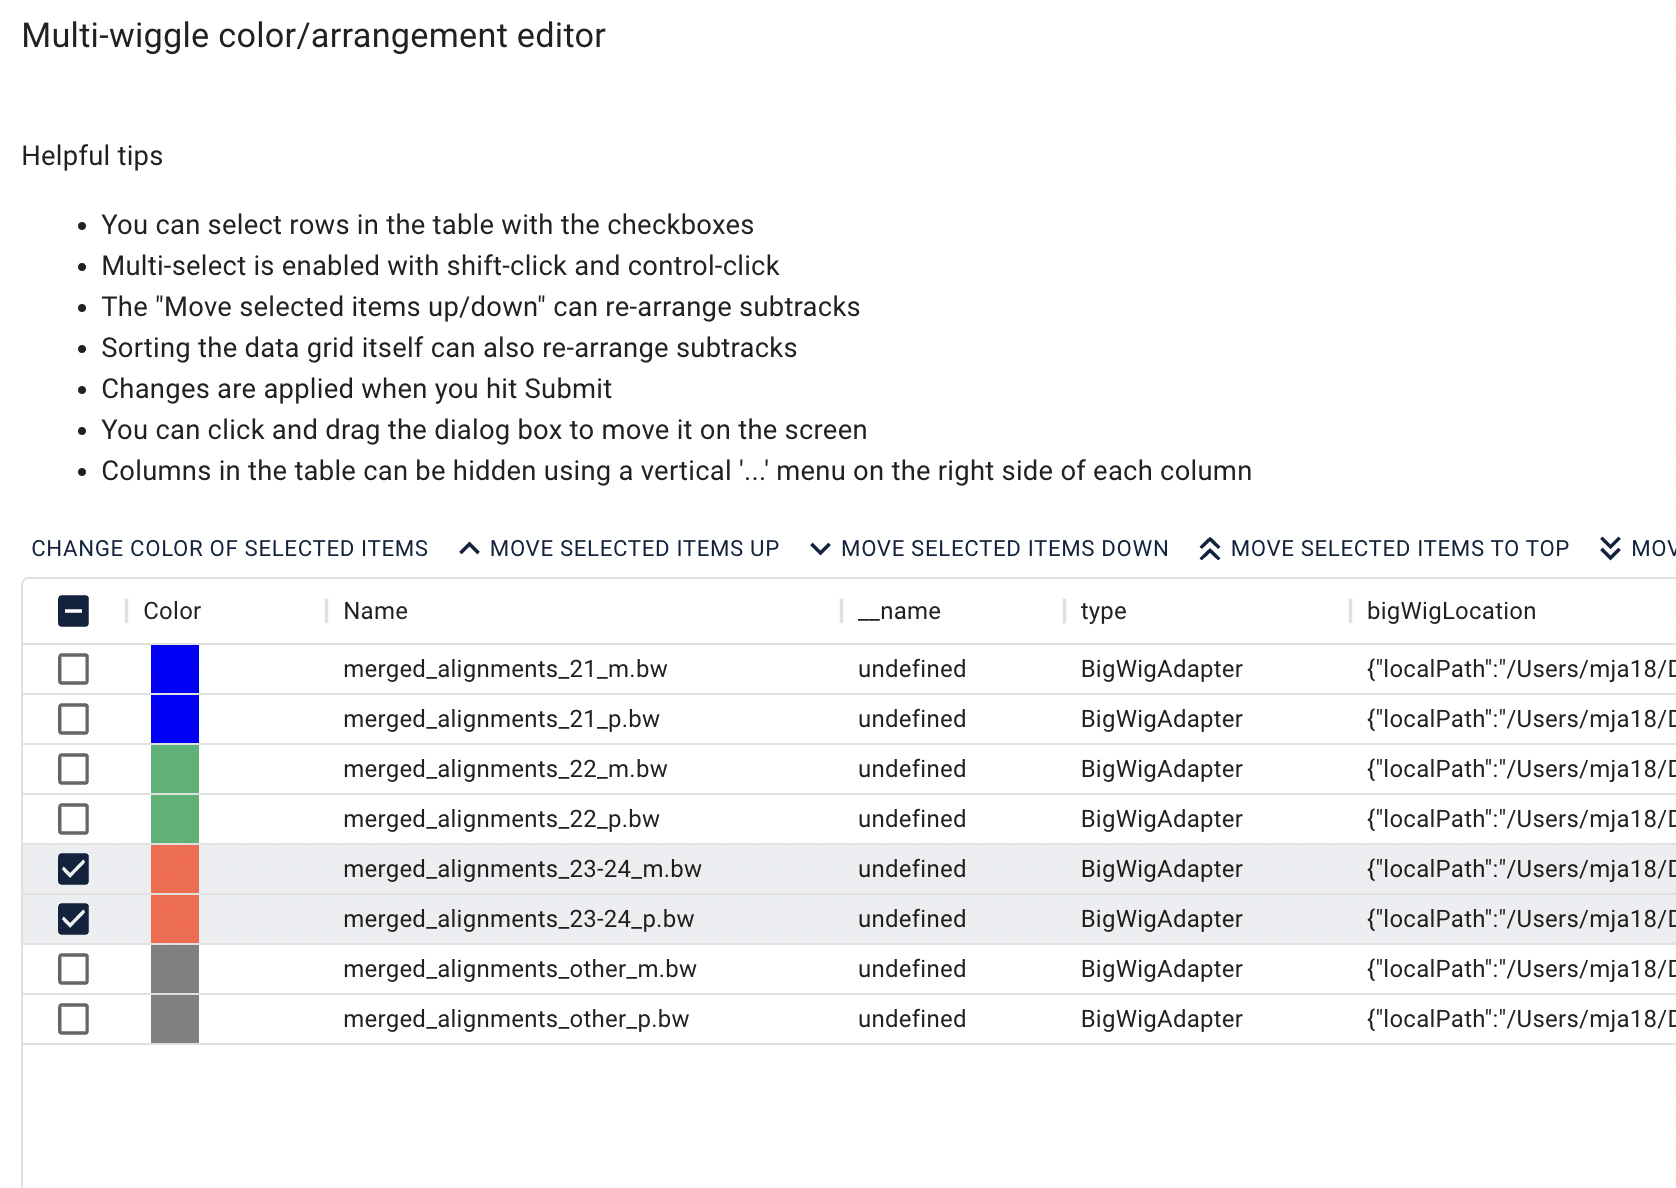 Multi-wiggle color/arrangement editor
Helpful tips
• You can select rows in the table with the checkboxes
• Multi-select is enabled with shift-click and control-click
• The "Move selected items up/down" can re-arrange subtracks
• Sorting the data grid itself can also re-arrange subtracks
• Changes are applied when you hit Submit
• You can click and drag the dialog box to move it on the screen
• Columns in the table can be hidden using a vertical '...' menu on the right side of each column
CHANGE COLOR OF SELECTED ITEMS MOVE SELECTED ITEMS UP MOVE SELECTED ITEMS DOWN MOVE SELECTED ITEMS TO TOP MOV
Color Name __name type bigWigLocation
merged_alignments_21_m.bw undefined BigWigAdapter {"localPath":"/Users/mja18/D
merged_alignments_21_p.bw undefined BigWigAdapter {"localPath":"/Users/mja18/D
merged_alignments_22_m.bw undefined BigWigAdapter {"localPath":"/Users/mja18/D
merged_alignments_22_p.bw undefined BigWigAdapter {"localPath":"/Users/mja18/D
merged_alignments_23-24_m.bw undefined BigWigAdapter {"localPath":"/Users/mja18/D
merged_alignments_23-24_p.bw undefined BigWigAdapter {"localPath":"/Users/mja18/D
merged_alignments_other_m.bw undefined BigWigAdapter {"localPath":"/Users/mja18/D
merged_alignments_other_p.bw undefined BigWigAdapter {"localPath":"/Users/mja18/D